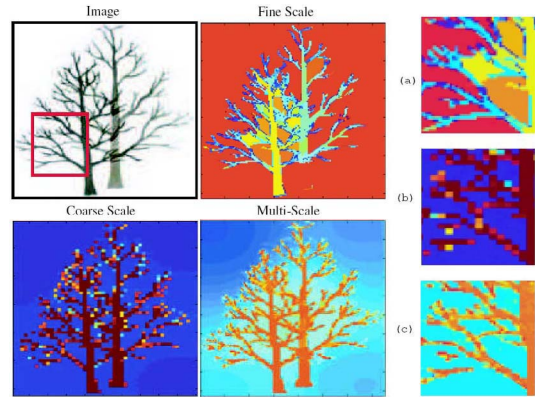 Image
Fine Scale
(a)
(b)
Coarse Scale
Multi-Scale
(c)